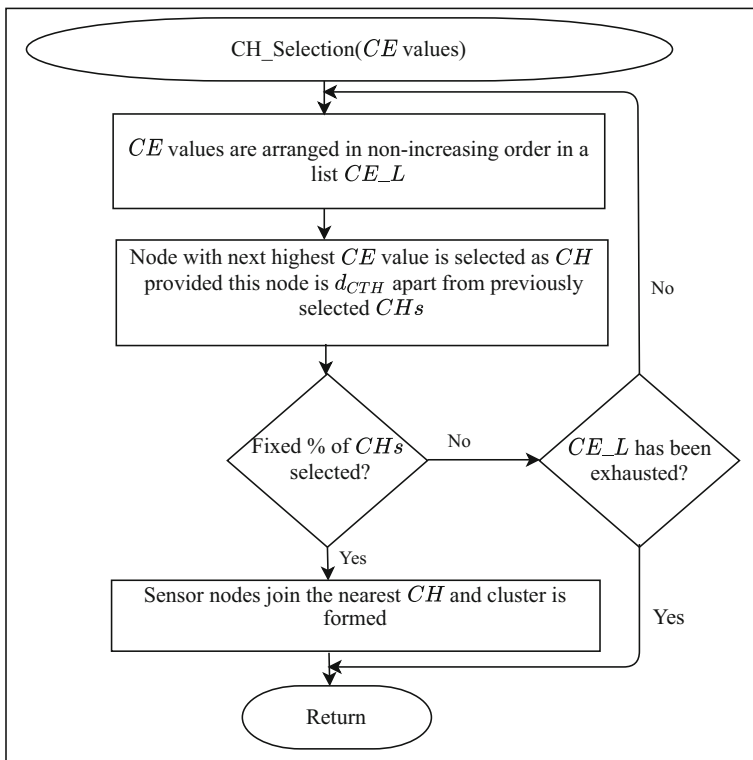 CH_Selection(CE values)
CE values are arranged in non-increasing order in a
list CE_L
Node with next highest CE value is selected as CH
provided this node is d_CTH apart from previously
selected CHs
No
Fixed % of CHs
selected?
No
CE_L has been
exhausted?
Yes
Sensor nodes join the nearest CH and cluster is
formed
Yes
Return